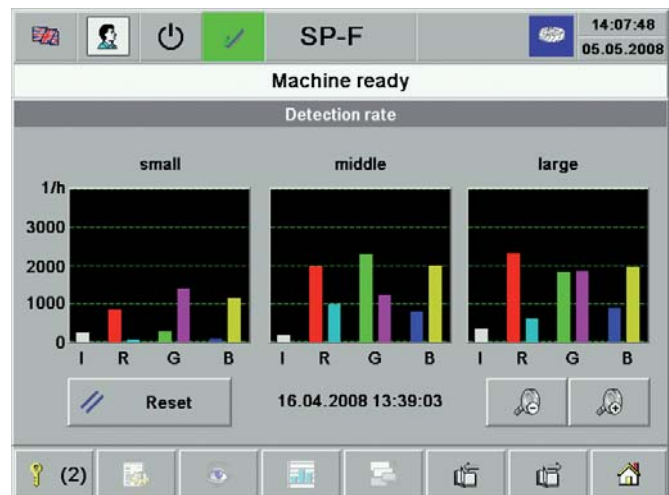 SP-F
14:07:48
05.05.2008
Machine ready
Detection rate
small middle large
1/h
3000
2000
1000
0
I R G B I R G B I R G B
Reset 16.04.2008 13:39:03
(2)